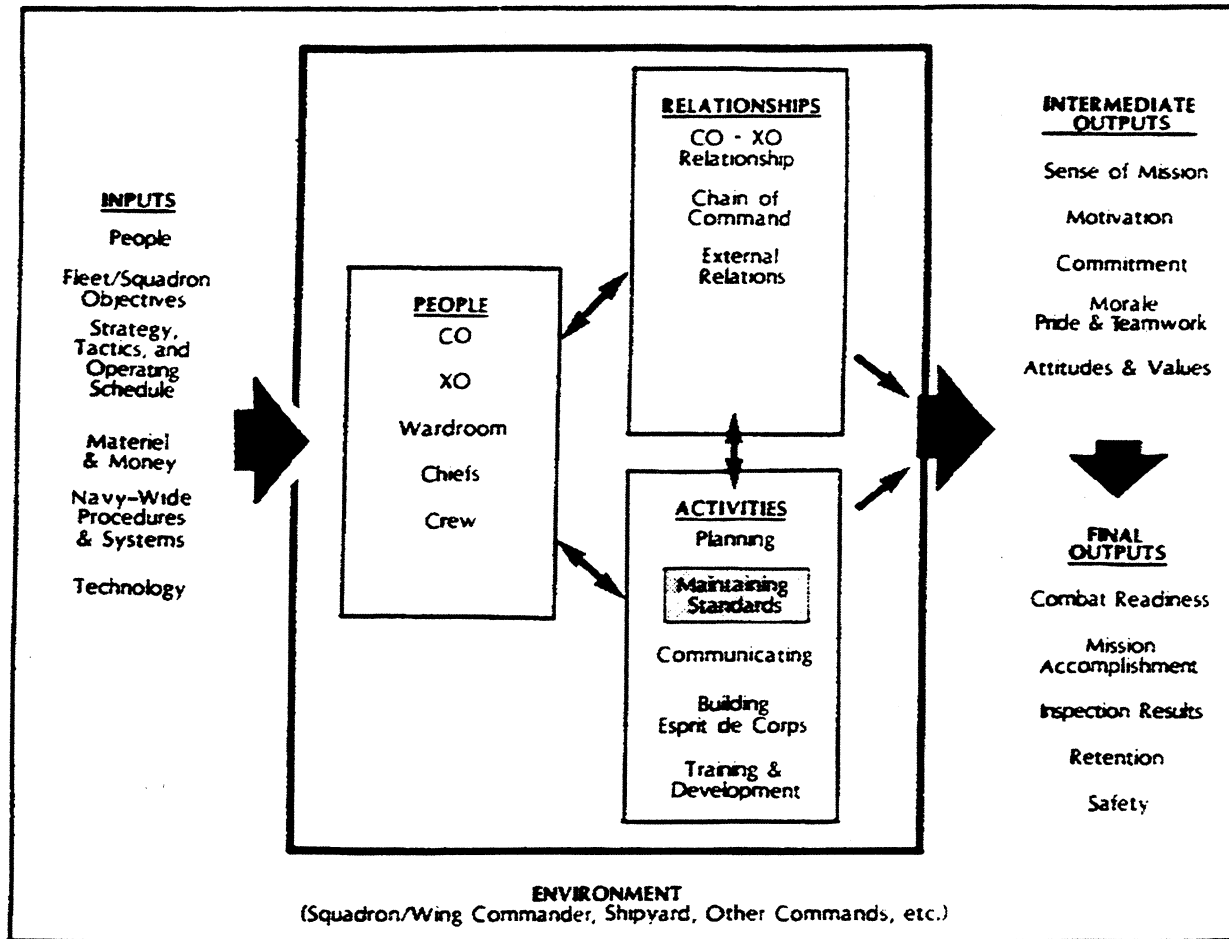 INPUTS
People
Fleet/Squadron
Objectives
Strategy,
Tactics, and
Operating
Schedule
Materiel
& Money
Navy-Wide
Procedures
& Systems
Technology
PEOPLE
CO
XO
Wardroom
Chiefs
Crew
RELATIONSHIPS
CO - XO
Relationship
Chain of
Command
External
Relations
ACTIVITIES
Planning
Maintaining
Standards
Communicating
Building
Esprit de Corps
Training &
Development
INTERMEDIATE
OUTPUTS
Sense of Mission
Motivation
Commitment
Morale
Pride & Teamwork
Attitudes & Values
FINAL
OUTPUTS
Combat Readiness
Mission
Accomplishment
Inspection Results
Retention
Safety
ENVIRONMENT
(Squadron/Wing Commander, Shipyard, Other Commands, etc.)